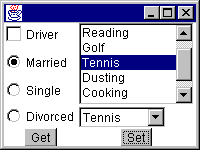 Driver
Married
Single
Divorced
Reading
Golf
Tennis
Dusting
Cooking
Tennis
Get
Set